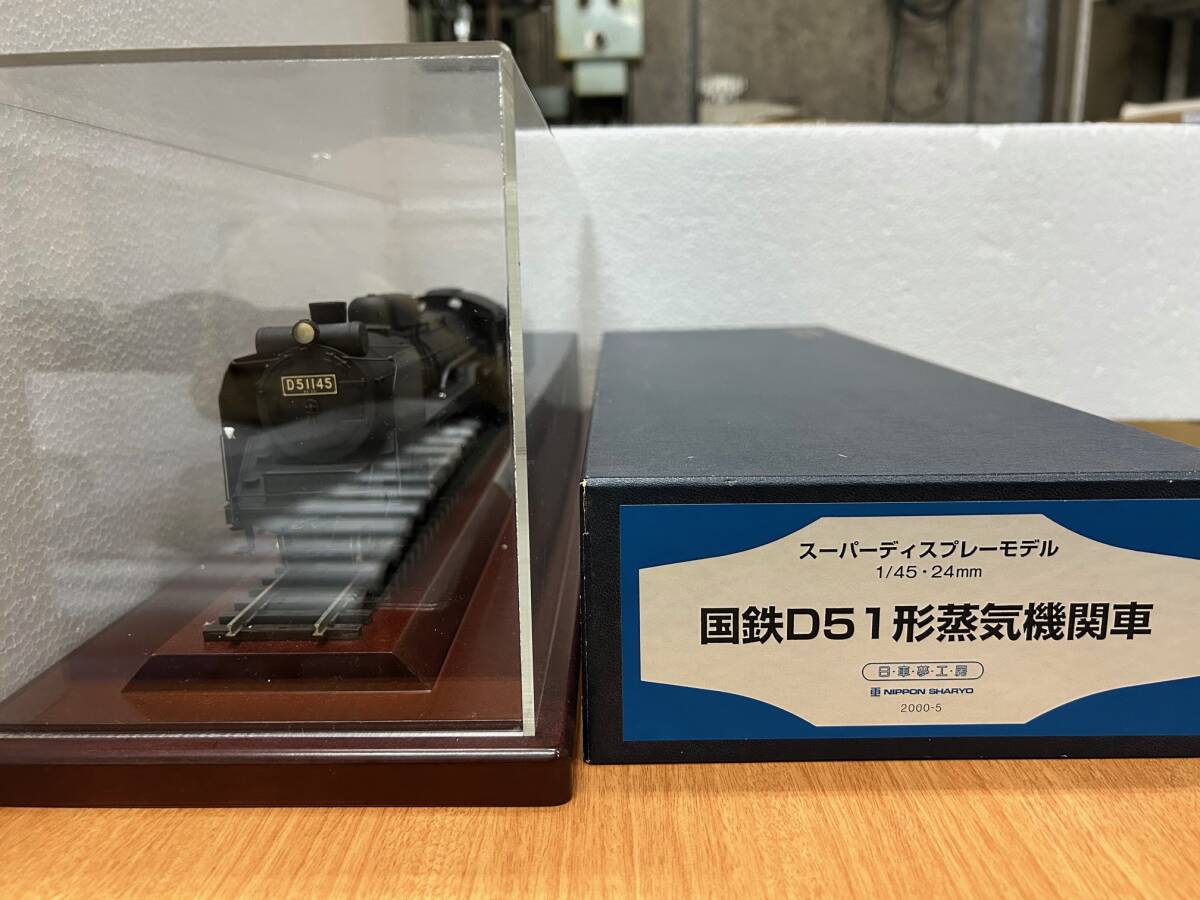 D51145
スーパーディスプレーモデル
1/45・24mm
国鉄D51形蒸気機関車
日・車・夢・工・房
NIPPON SHARYO
2000-5